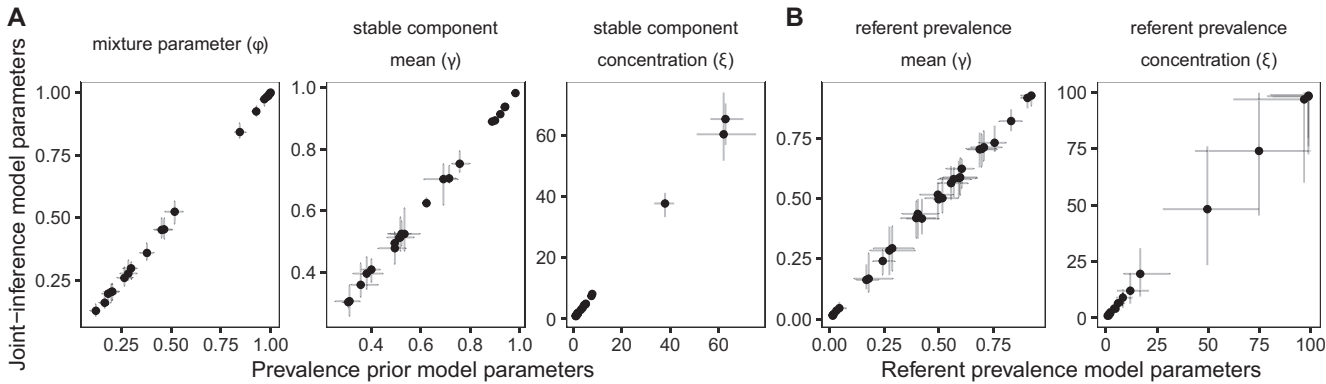 A
B
Joint−inference model parameters
mixture parameter (φ)
stable component
mean (γ)
stable component
concentration (ξ)
referent prevalence
mean (γ)
referent prevalence
concentration (ξ)
1.00
0.75
0.50
0.25
0.25 0.50 0.75 1.00
1.0
0.8
0.6
0.4
0.4 0.6 0.8 1.0
60
40
20
0
0 20 40 60
0.75
0.50
0.25
0.00
0.00 0.25 0.50 0.75
100
75
50
25
0
0 25 50 75 100
Prevalence prior model parameters
Referent prevalence model parameters